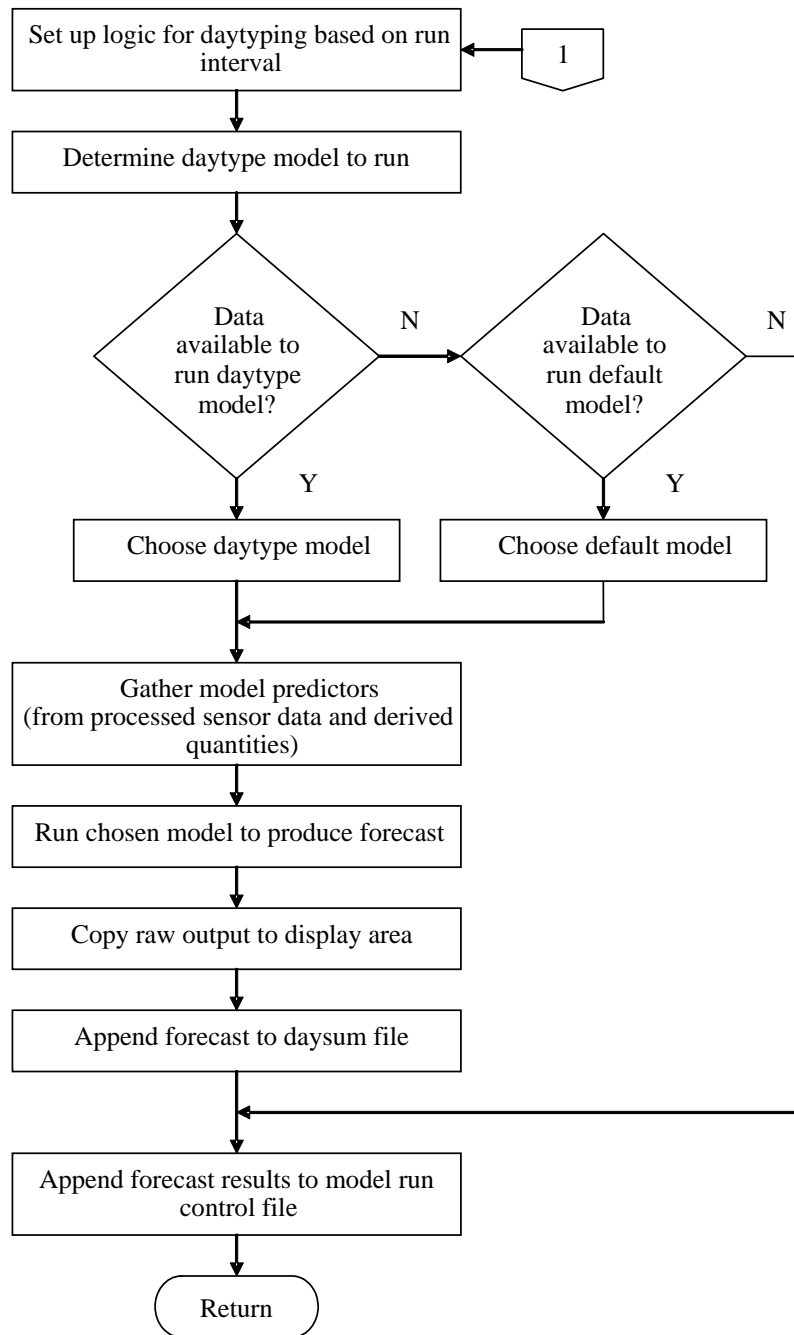 Set up logic for daytyping based on run
interval
1
Determine daytype model to run
Data
available to
run daytype
model?
N
Data
available to
run default
model?
N
Y
Y
Choose daytype model
Choose default model
Gather model predictors
(from processed sensor data and derived
quantities)
Run chosen model to produce forecast
Copy raw output to display area
Append forecast to daysum file
Append forecast results to model run
control file
Return